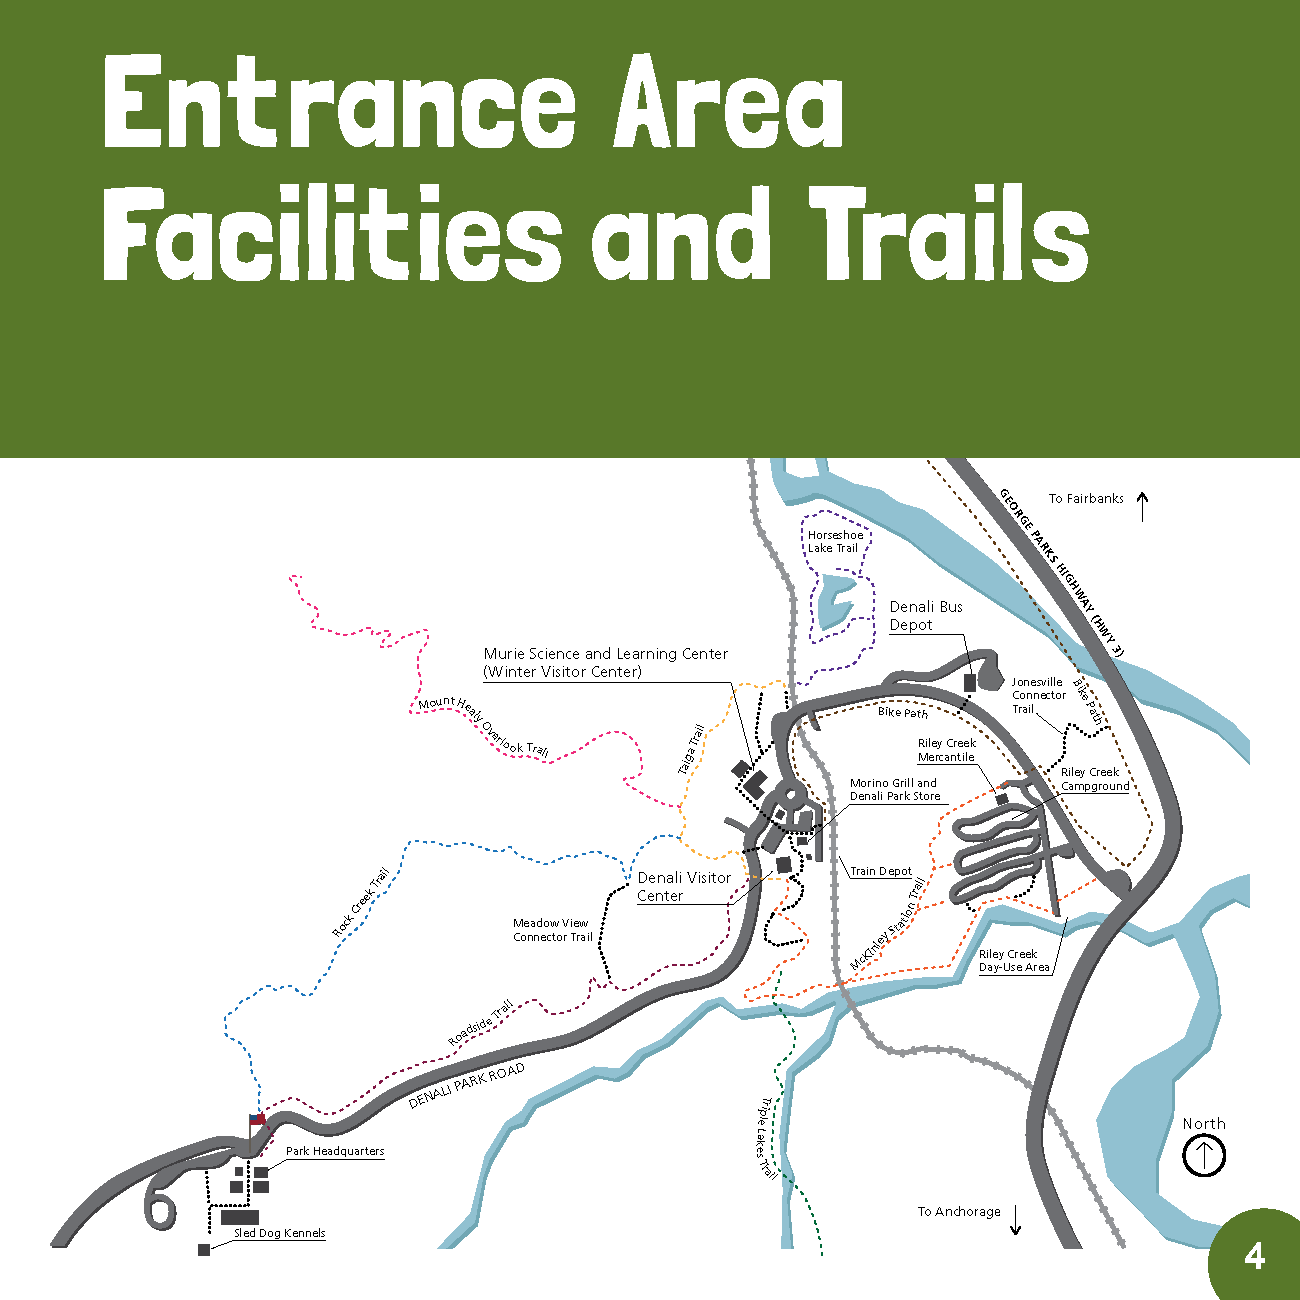 Entrance Area
Facilities and Trails
To Fairbanks
GEORGE PARKS HIGHWAY (HWY 3)
Horseshoe
Lake Trail
Denali Bus
Depot
Murie Science and Learning Center
(Winter Visitor Center)
Jonesville
Connector
Trail
Bike Path
Mount Healy Overlook Trail
Bike Path
Taiga Trail
Riley Creek
Mercantile
Riley Creek
Campground
Morino Grill and
Denali Park Store
Train Depot
Denali Visitor
Center
Rock Creek Trail
Meadow View
Connector Trail
McKinley Station Trail
Riley Creek
Day-Use Area
Roadside Trail
DENALI PARK ROAD
Triple Lakes Trail
North
Park Headquarters
To Anchorage
Sled Dog Kennels
4